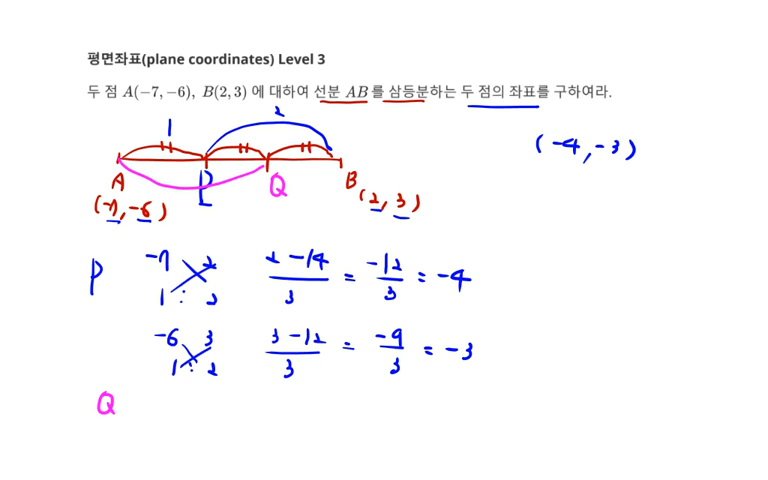 평면좌표(plane coordinates) Level 3
두 점 A(−7, −6), B(2, 3) 에 대하여 선분 AB 를 삼등분하는 두 점의 좌표를 구하여라.
1 2
(-4, -3)
A P Q B
(-7, -6) (2, 3)
P -7 2 2-14/3 = -12/3 = -4
1 : 2
-6 3 3-12/3 = -9/3 = -3
1 : 2
Q